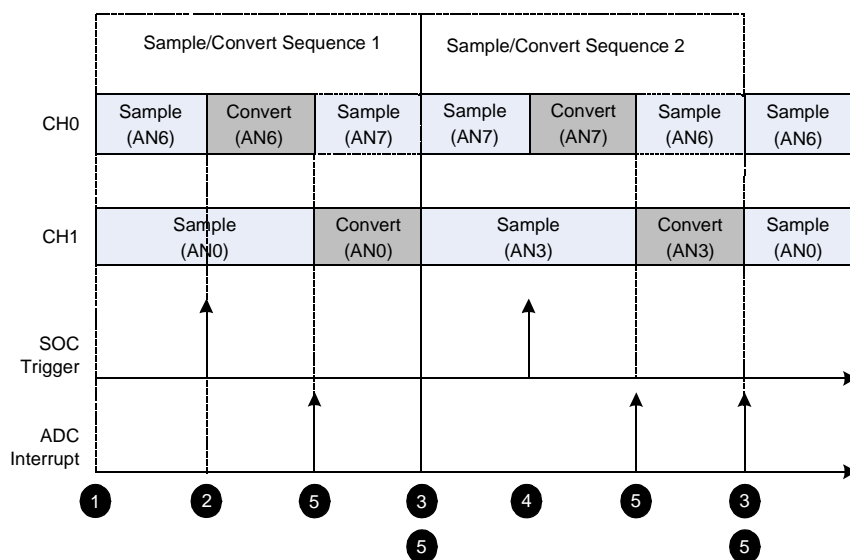 Sample/Convert Sequence 1
Sample/Convert Sequence 2
CH0
Sample
(AN6)
Convert
(AN6)
Sample
(AN7)
Sample
(AN7)
Convert
(AN7)
Sample
(AN6)
Sample
(AN6)
CH1
Sample
(AN0)
Convert
(AN0)
Sample
(AN3)
Convert
(AN3)
Sample
(AN0)
SOC
Trigger
ADC
Interrupt
1
2
5
3
4
5
3
5
5